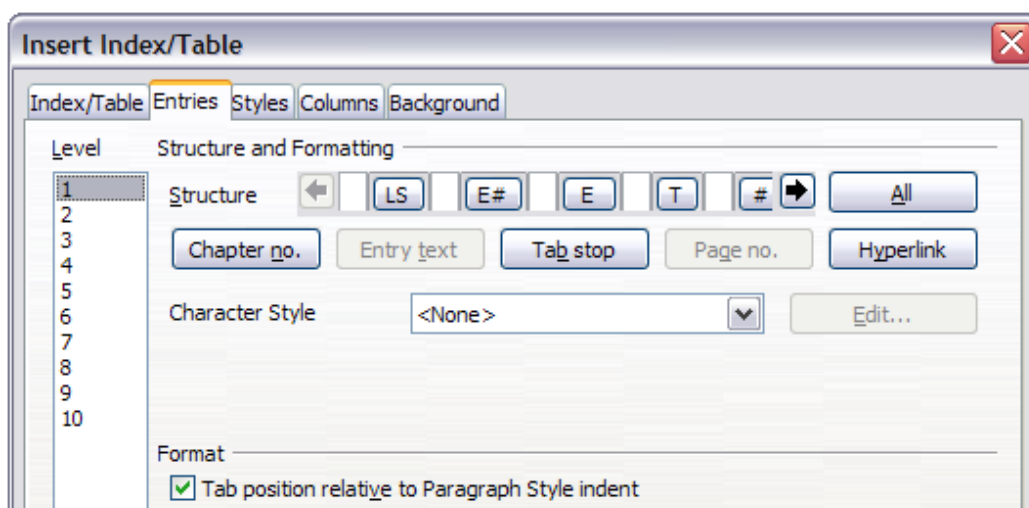 Insert Index/Table
Index/Table Entries Styles Columns Background
Level
Structure and Formatting
1
2
3
4
5
6
7
8
9
10
Structure LS E# E T # All
Chapter no. Entry text Tab stop Page no. Hyperlink
Character Style <None> Edit...
Format
Tab position relative to Paragraph Style indent